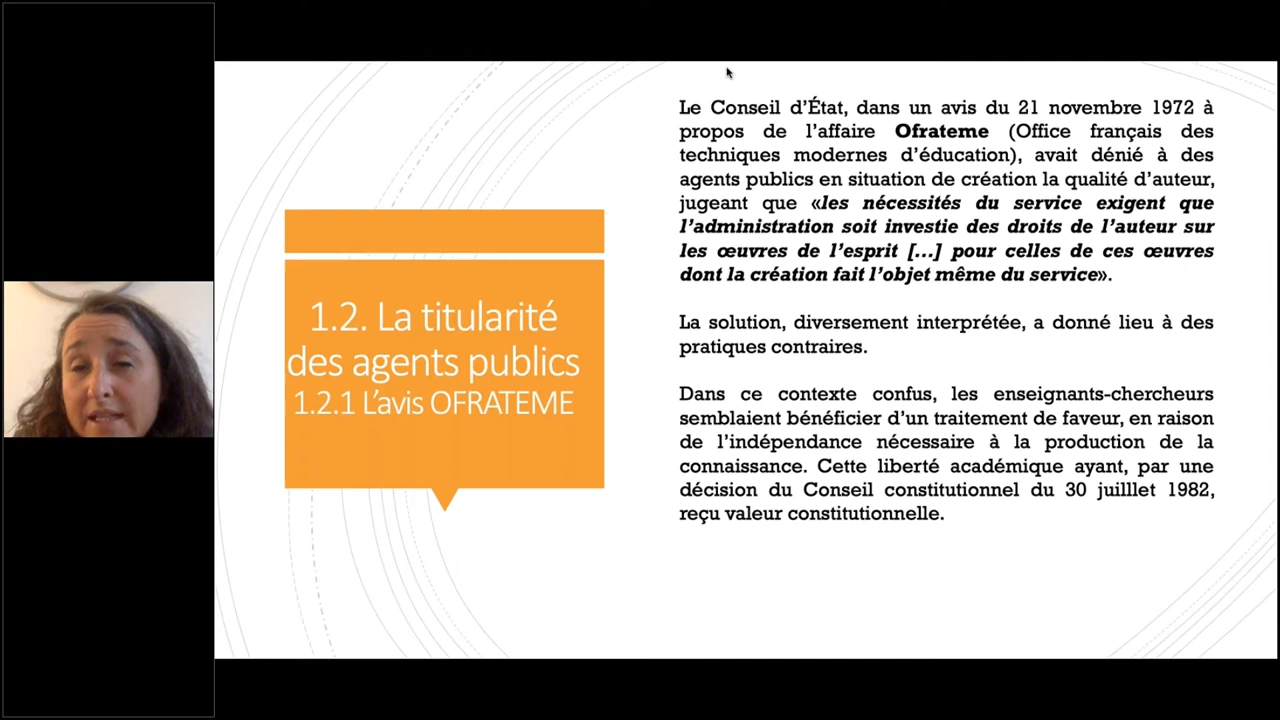 1.2. La titularité
des agents publics
1.2.1 L’avis OFRATEME
Le Conseil d’État, dans un avis du 21 novembre 1972 à
propos de l’affaire Ofrateme (Office français des
techniques modernes d’éducation), avait dénié à des
agents publics en situation de création la qualité d’auteur,
jugeant que «les nécessités du service exigent que
l’administration soit investie des droits de l’auteur sur
les œuvres de l’esprit [...] pour celles de ces œuvres
dont la création fait l’objet même du service».
La solution, diversement interprétée, a donné lieu à des
pratiques contraires.
Dans ce contexte confus, les enseignants-chercheurs
semblaient bénéficier d’un traitement de faveur, en raison
de l’indépendance nécessaire à la production de la
connaissance. Cette liberté académique ayant, par une
décision du Conseil constitutionnel du 30 juilllet 1982,
reçu valeur constitutionnelle.